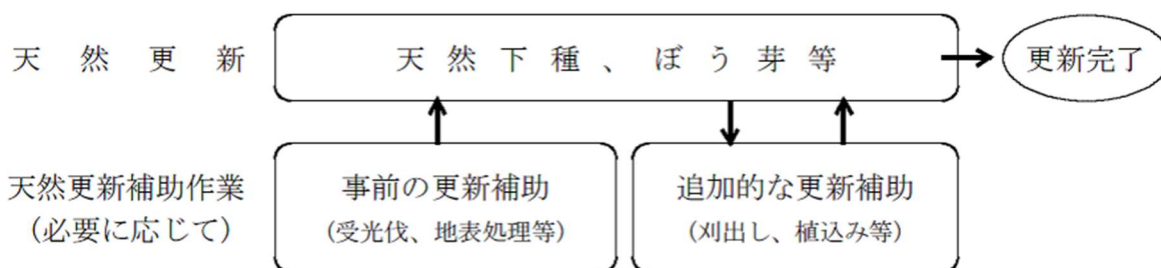 天然更新
天然下種、ぼう芽等
更新完了
天然更新補助作業
(必要に応じて)
事前の更新補助
(受光伐、地表処理等)
追加的な更新補助
(刈出し、植込み等)